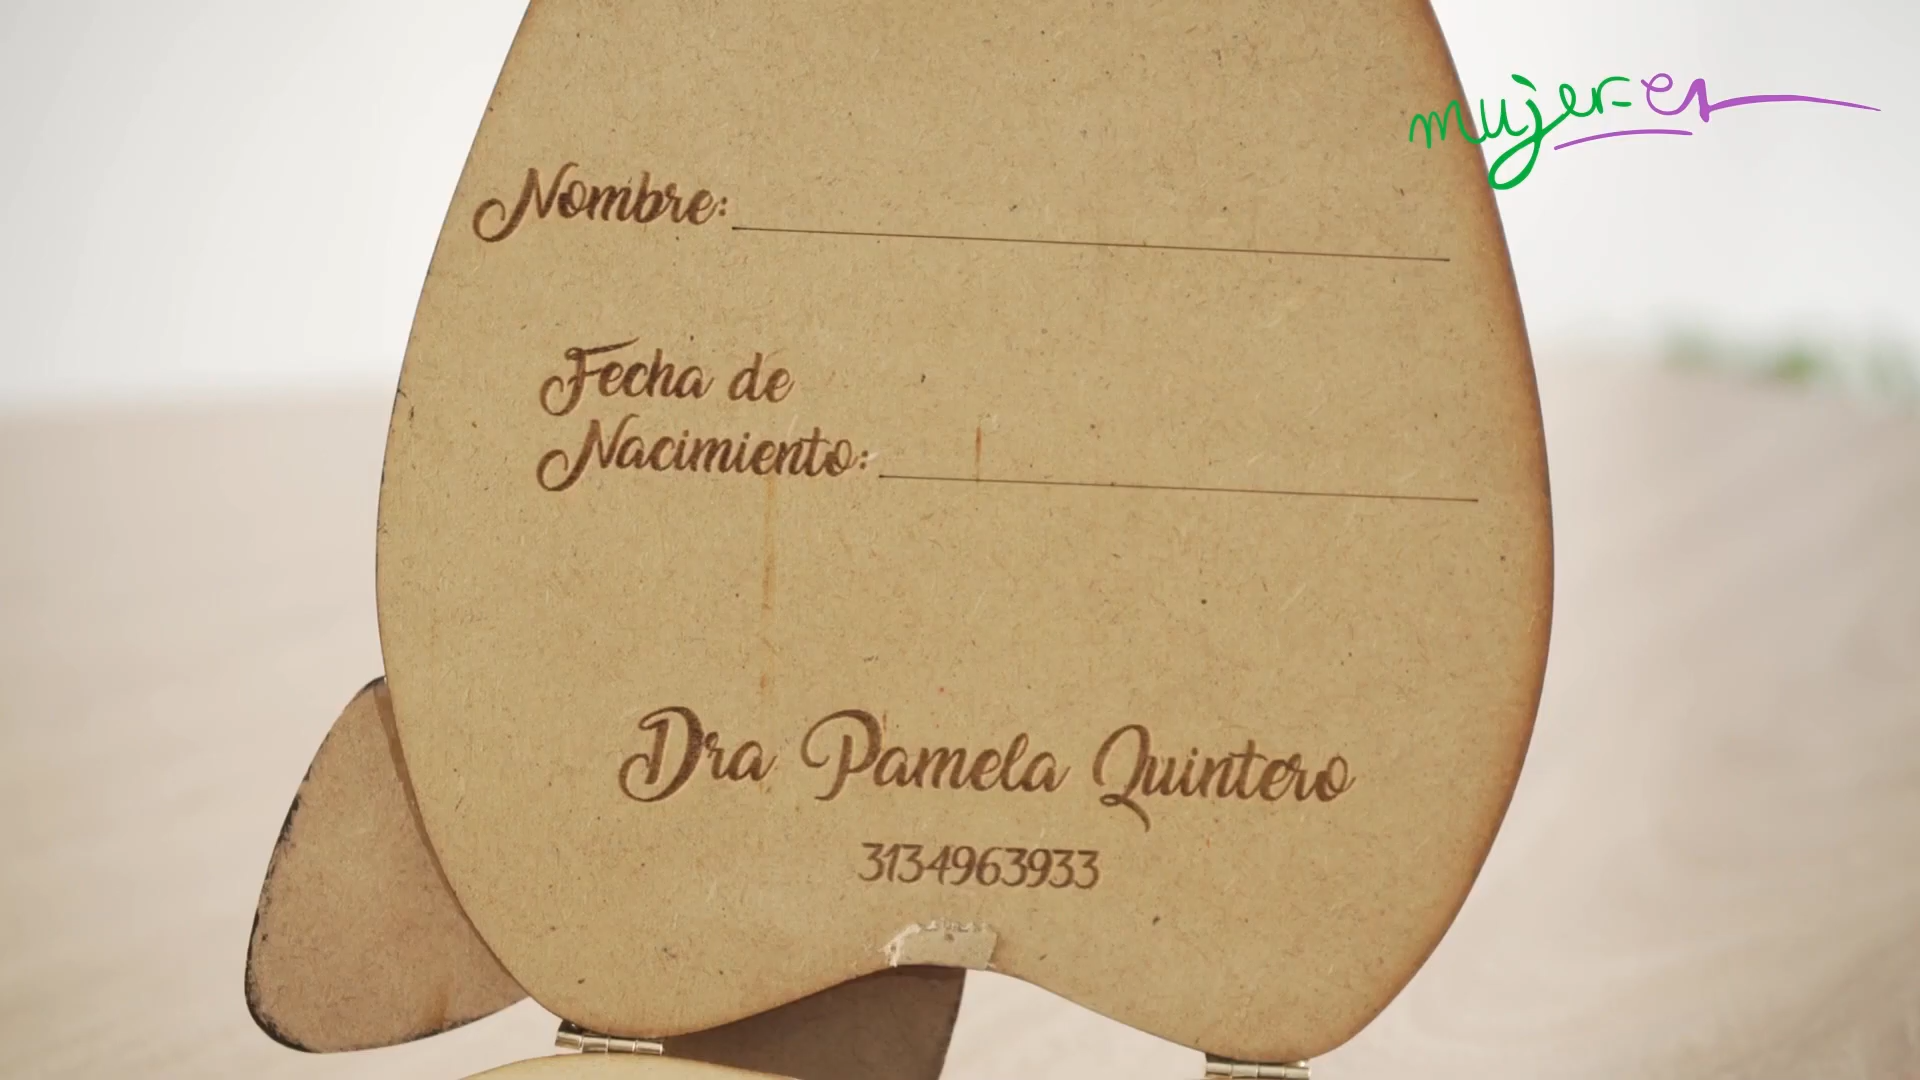 mujer-es
Nombre:
Fecha de
Nacimiento:
Dra Pamela Quintero
3134963933